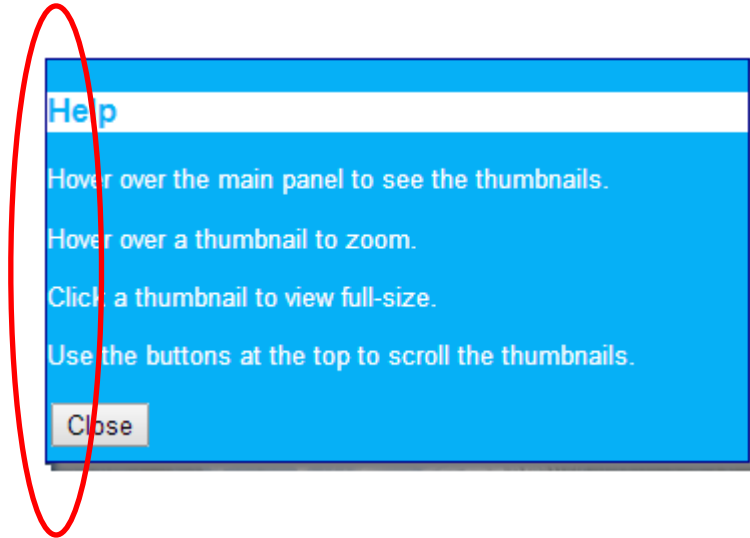 Help
Hover over the main panel to see the thumbnails.
Hover over a thumbnail to zoom.
Click a thumbnail to view full-size.
Use the buttons at the top to scroll the thumbnails.
Close